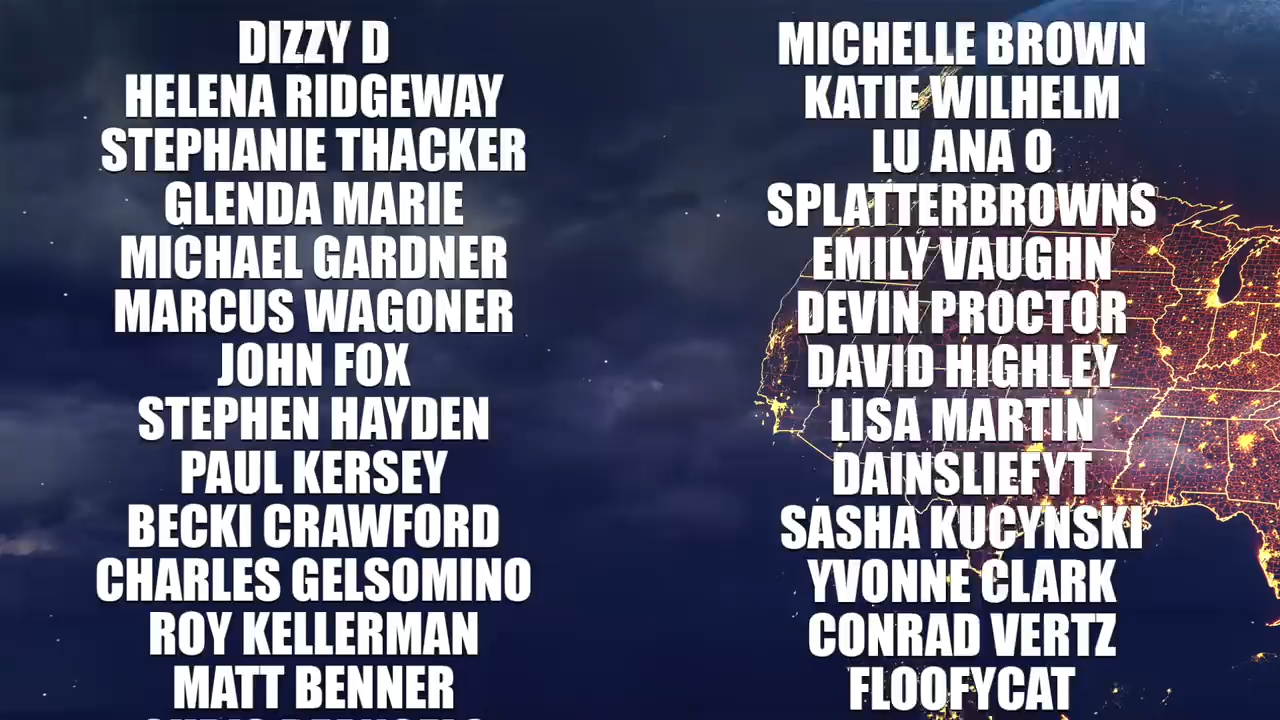 DIZZY D
HELENA RIDGEWAY
STEPHANIE THACKER
GLENDA MARIE
MICHAEL GARDNER
MARCUS WAGONER
JOHN FOX
STEPHEN HAYDEN
PAUL KERSEY
BECKI CRAWFORD
CHARLES GELSOMINO
ROY KELLERMAN
MATT BENNER
MICHELLE BROWN
KATIE WILHELM
LU ANA O
SPLATTERBROWNS
EMILY VAUGHN
DEVIN PROCTOR
DAVID HIGHLEY
LISA MARTIN
DAINSLIEFYT
SASHA KUCYNSKI
YVONNE CLARK
CONRAD VERTZ
FLOOFYCAT